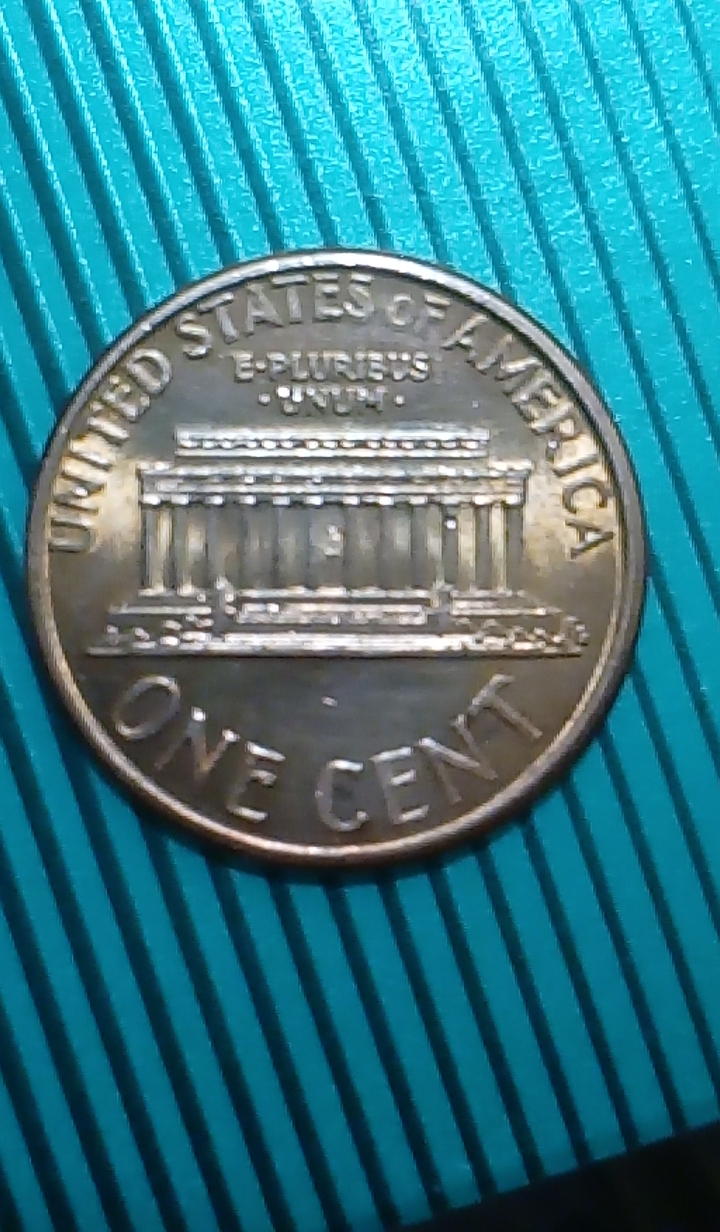 UNITED STATES OF AMERICA
E·PLURIBUS
·UNUM·
ONE CENT